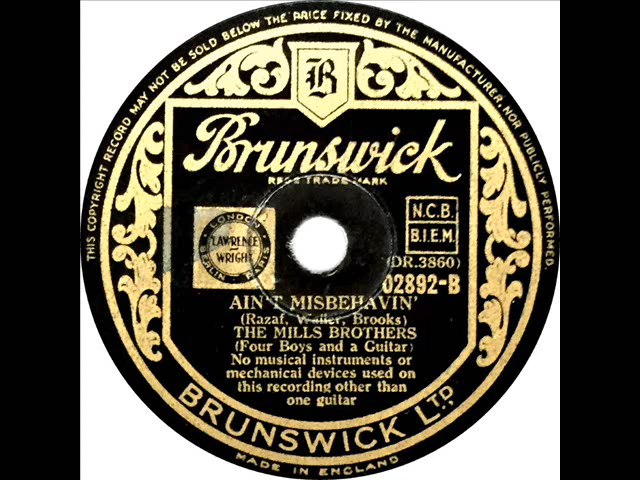 THIS COPYRIGHT RECORD MAY NOT BE SOLD BELOW THE PRICE FIXED BY THE MANUFACTURER, NOR PUBLICLY PERFORMED.
B
Brunswick
REGD TRADE MARK
LONDON
LAWRENCE
WRIGHT
BERLIN - PARIS
N.C.B.
B.I.E.M.
(DR.3860)
02892-B
AIN'T MISBEHAVIN'
(Razaf, Waller, Brooks)
THE MILLS BROTHERS
(Four Boys and a Guitar)
No musical instruments or
mechanical devices used on
this recording other than
one guitar
BRUNSWICK LTD.,
MADE IN ENGLAND